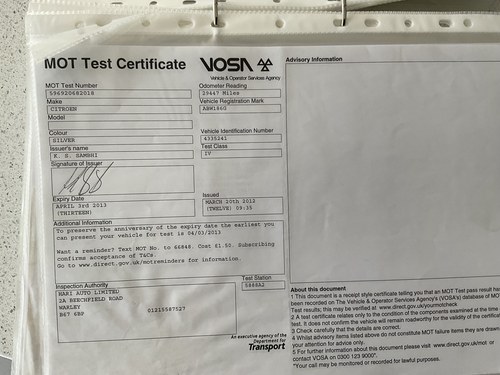 MOT Test Certificate
VOSA
Vehicle & Operator Services Agency
Advisory Information
MOT Test Number
596920682018
Odometer Reading
29447 Miles
Make
CITROEN
Vehicle Registration Mark
Model
Colour
SILVER
Vehicle Identification Number
4335241
Issuer's name
K. S. SAMBHI
Test Class
IV
Signature of Issuer
Expiry Date
APRIL 3rd 2013
(THIRTEEN)
Issued
MARCH 20th 2012
(TWELVE) 09:35
Additional Information
To preserve the anniversary of the expiry date the earliest you
can present your vehicle for test is 04/03/2013
Want a reminder? Text MOT No. to 66848. Cost £1.50. Subscribing
confirms acceptance of T&Cs.
Go to www.direct.gov.uk/motreminders for information.
Inspection Authority
HARI AUTO LIMITED
2A BEECHFIELD ROAD
WARLEY
B67 6BP
01215587527
Test Station
An executive agency of the
Department for
Transport
About this document
1 This document is a receipt style certificate telling you that an MOT Test pass result has
been recorded on The Vehicle & Operator Services Agency's (VOSA's) database of MOT
Test results; this may be verified at www.direct.gov.uk/yourmotcheck
2 A test certificate relates only to the condition of the components examined at the time
test. It does not confirm the vehicle will remain roadworthy for the validity of the certificate
3 Check carefully that the details are correct.
4 Whilst advisory items listed above do not constitute MOT failure items they are drawn
your attention for advice only.
5 For further information about this document please visit www.direct.gov.uk/mot or
contact VOSA on 0300 123 9000*.
*Your call may be monitored or recorded for lawful purposes.